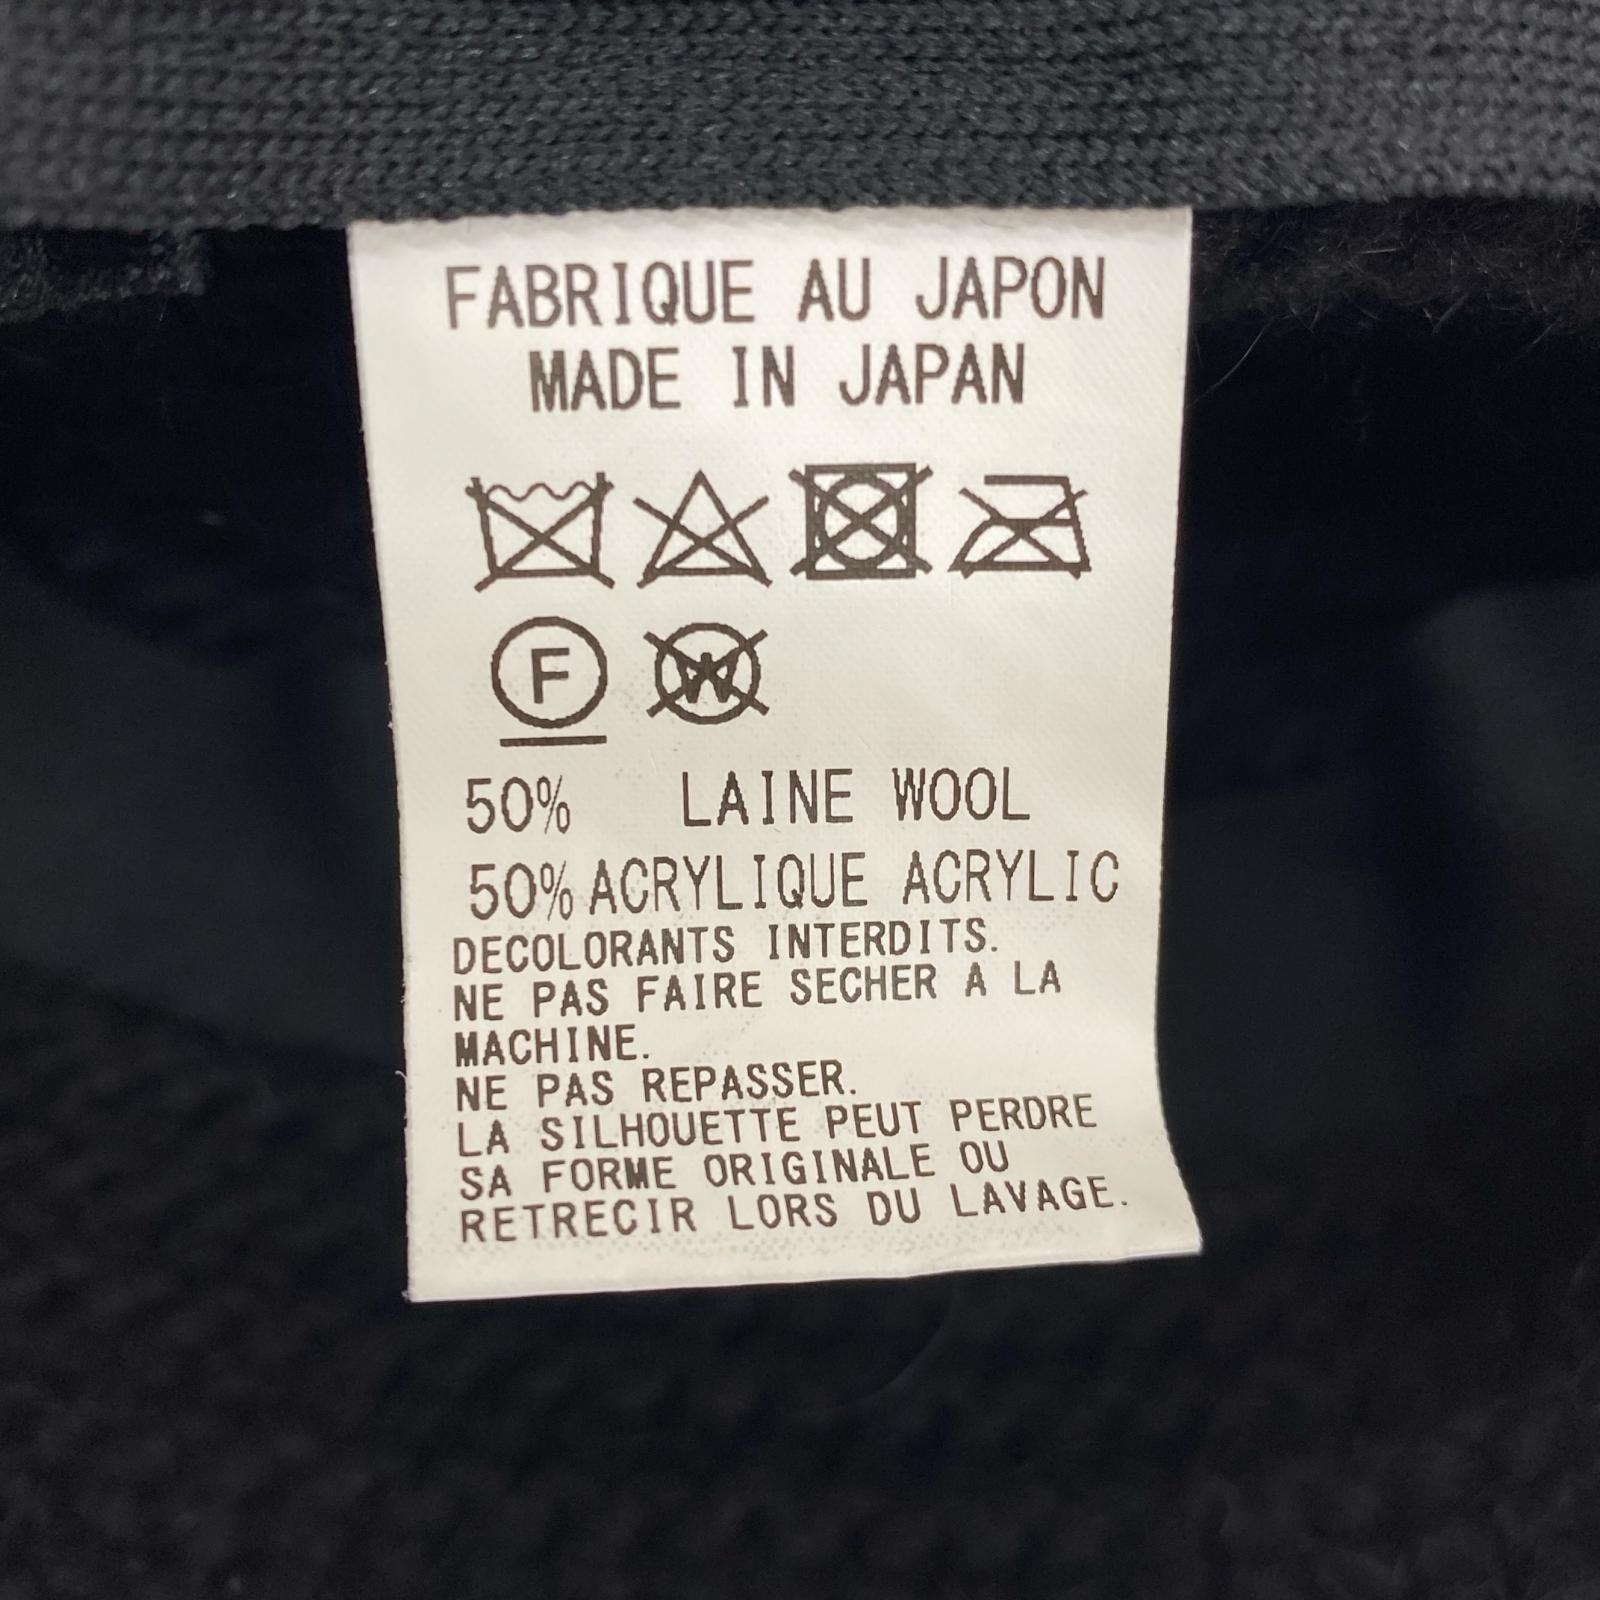 FABRIQUE AU JAPON
MADE IN JAPAN
F W
50% LAINE WOOL
50% ACRYLIQUE ACRYLIC
DECOLORANTS INTERDITS.
NE PAS FAIRE SECHER A LA
MACHINE.
NE PAS REPASSER.
LA SILHOUETTE PEUT PERDRE
SA FORME ORIGINALE OU
RETRECIR LORS DU LAVAGE.